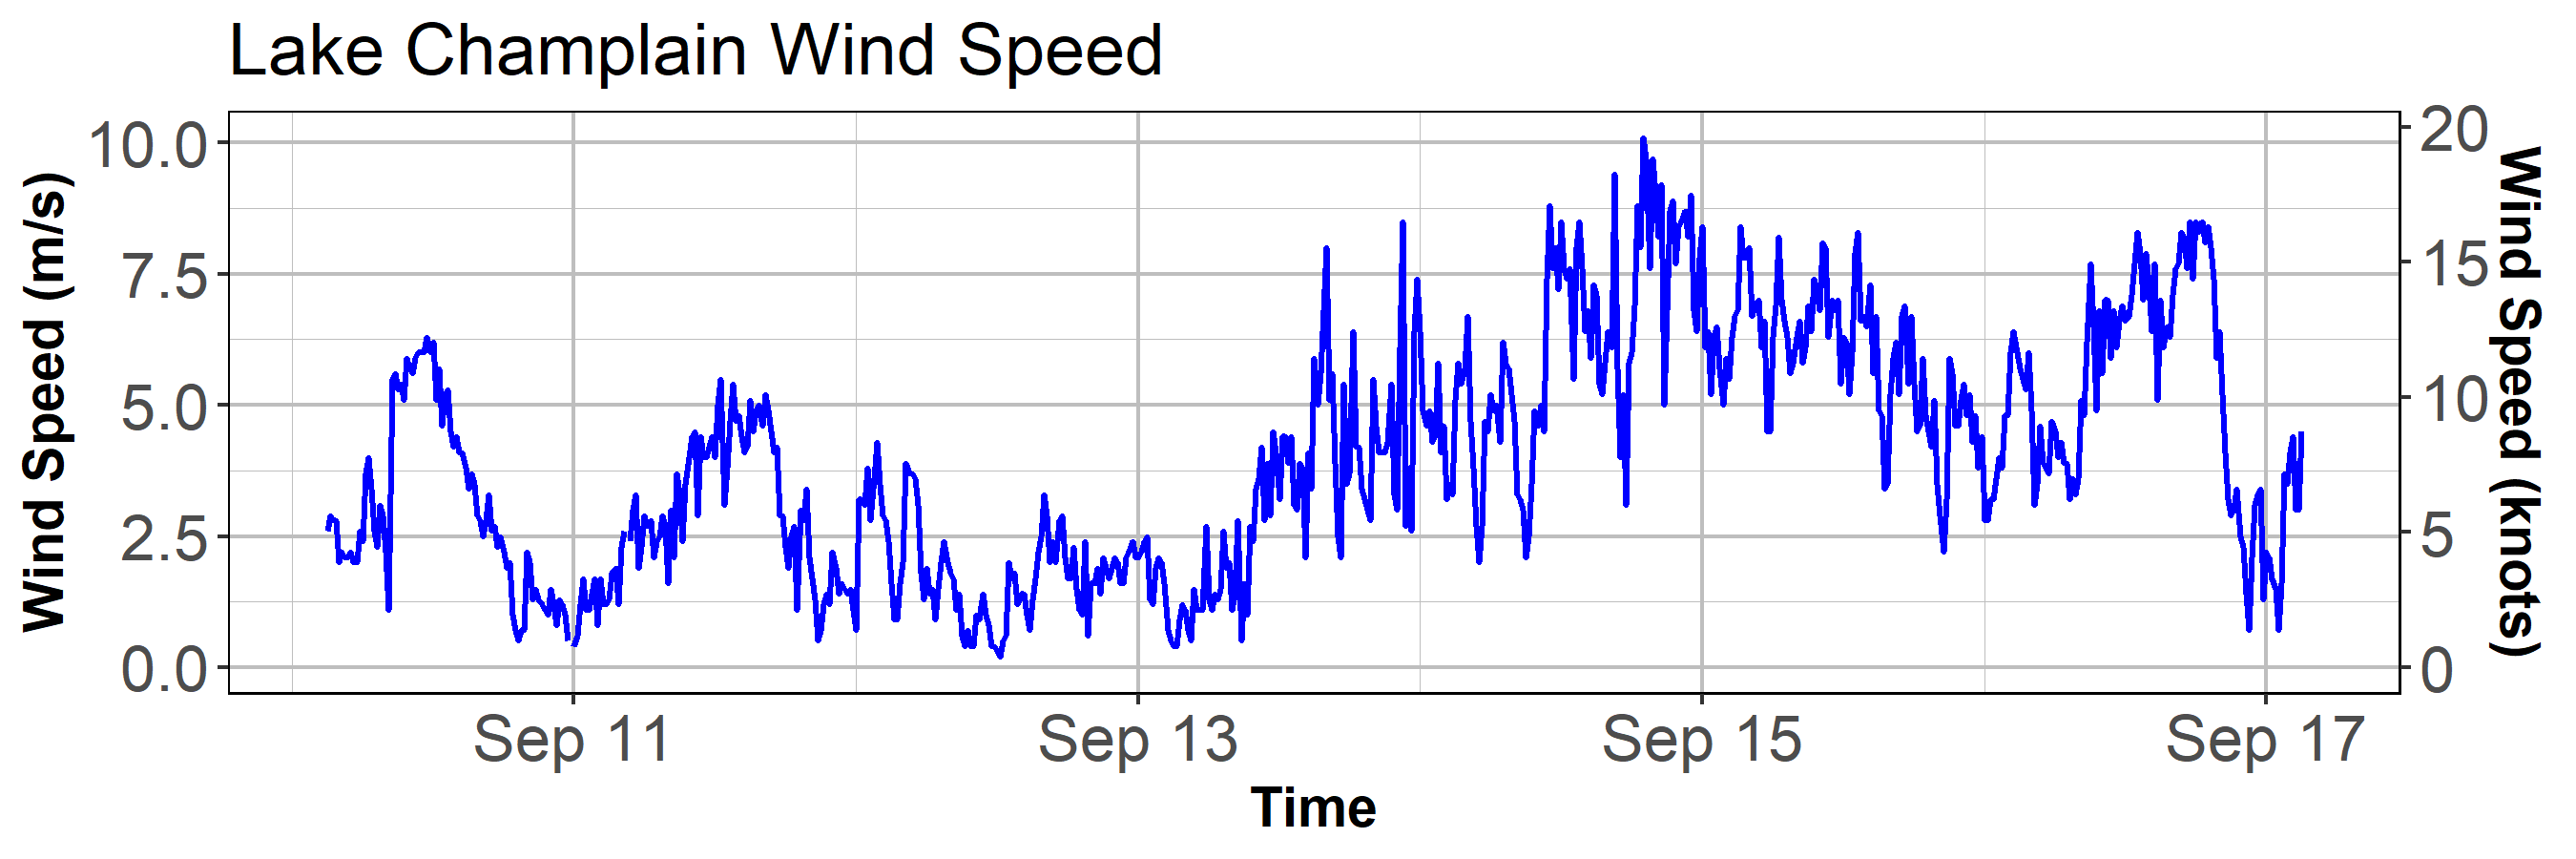 Lake Champlain Wind Speed
Wind Speed (m/s)
10.0
7.5
5.0
2.5
0.0
20
15
10
5
0
Wind Speed (knots)
Sep 11
Sep 13
Sep 15
Sep 17
Time